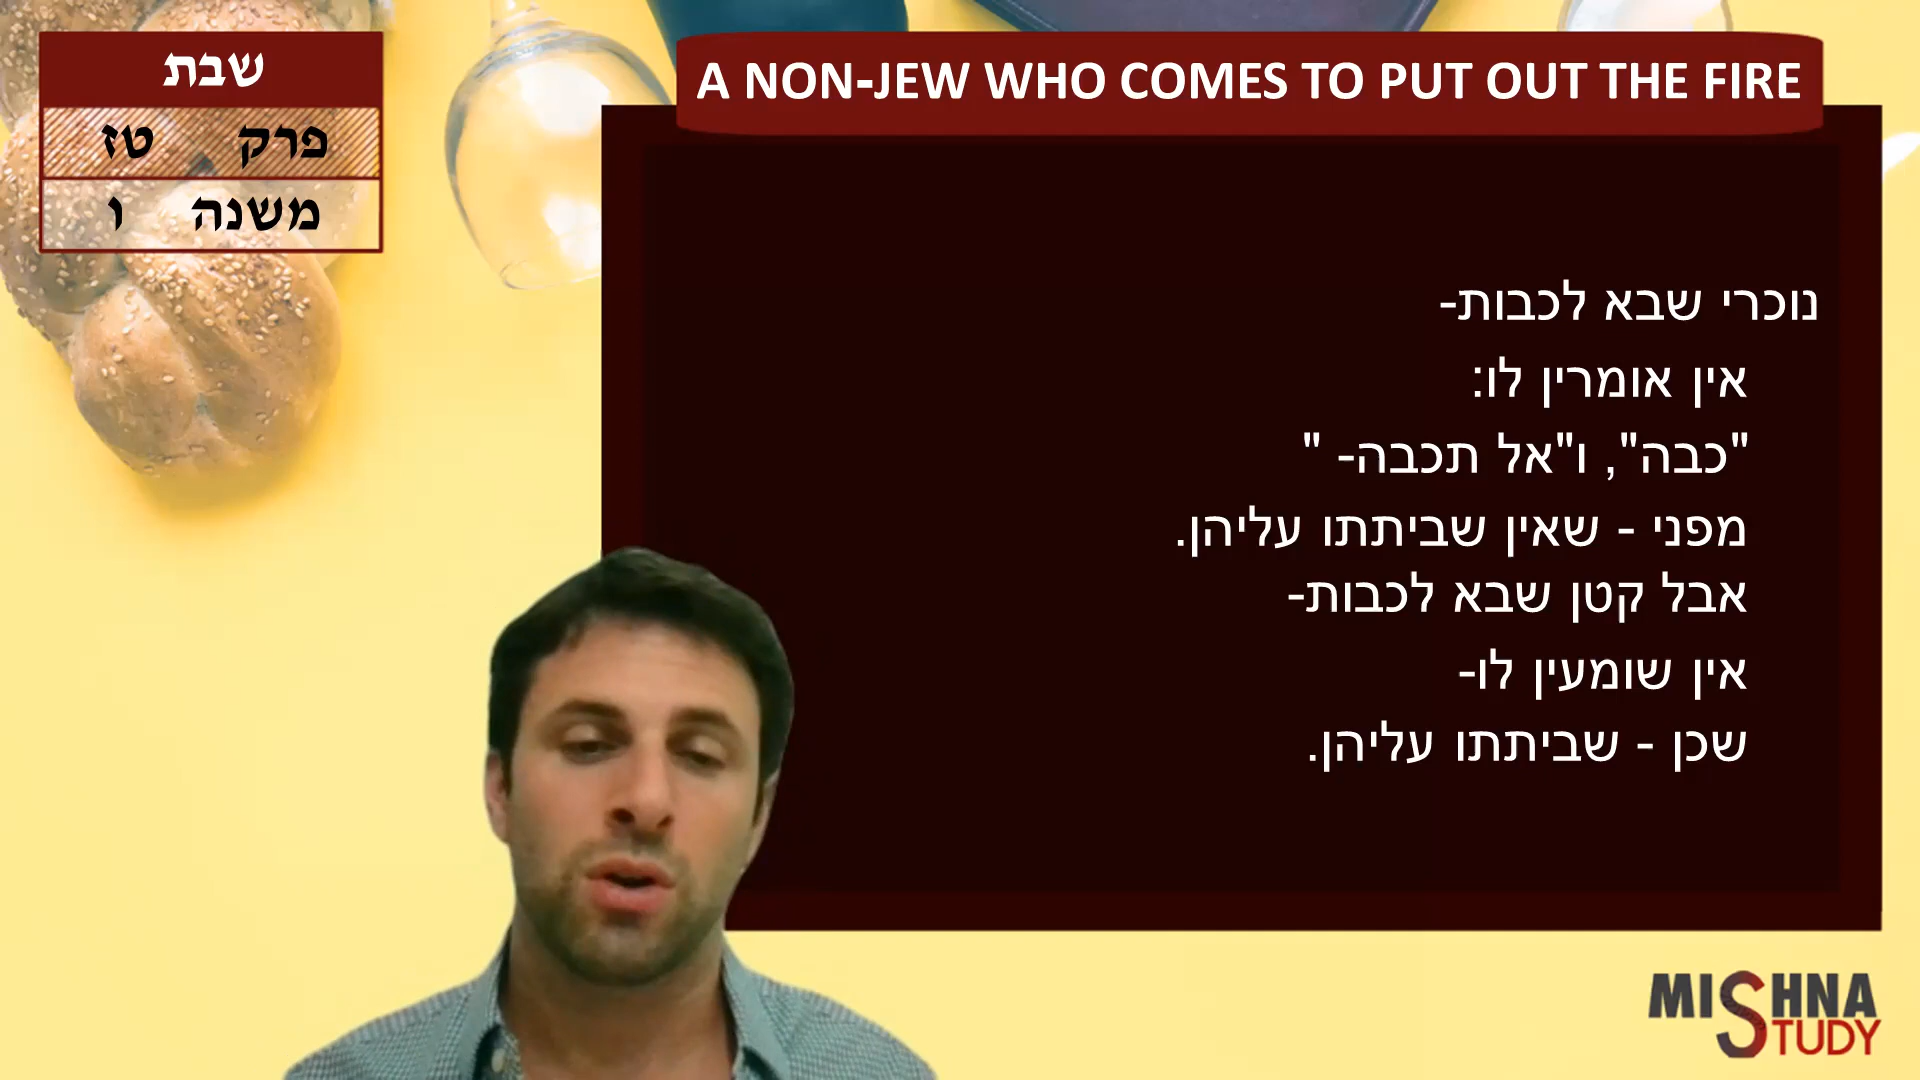 שבת
פרק טז
משנה ו
A NON-JEW WHO COMES TO PUT OUT THE FIRE
נוכרי שבא לכבות-
אין אומרין לו:
"כבה", ו"אל תכבה- "
מפני - שאין שביתתו עליהן.
אבל קטן שבא לכבות-
אין שומעין לו-
שכן - שביתתו עליהן.
MISHNA
STUDY